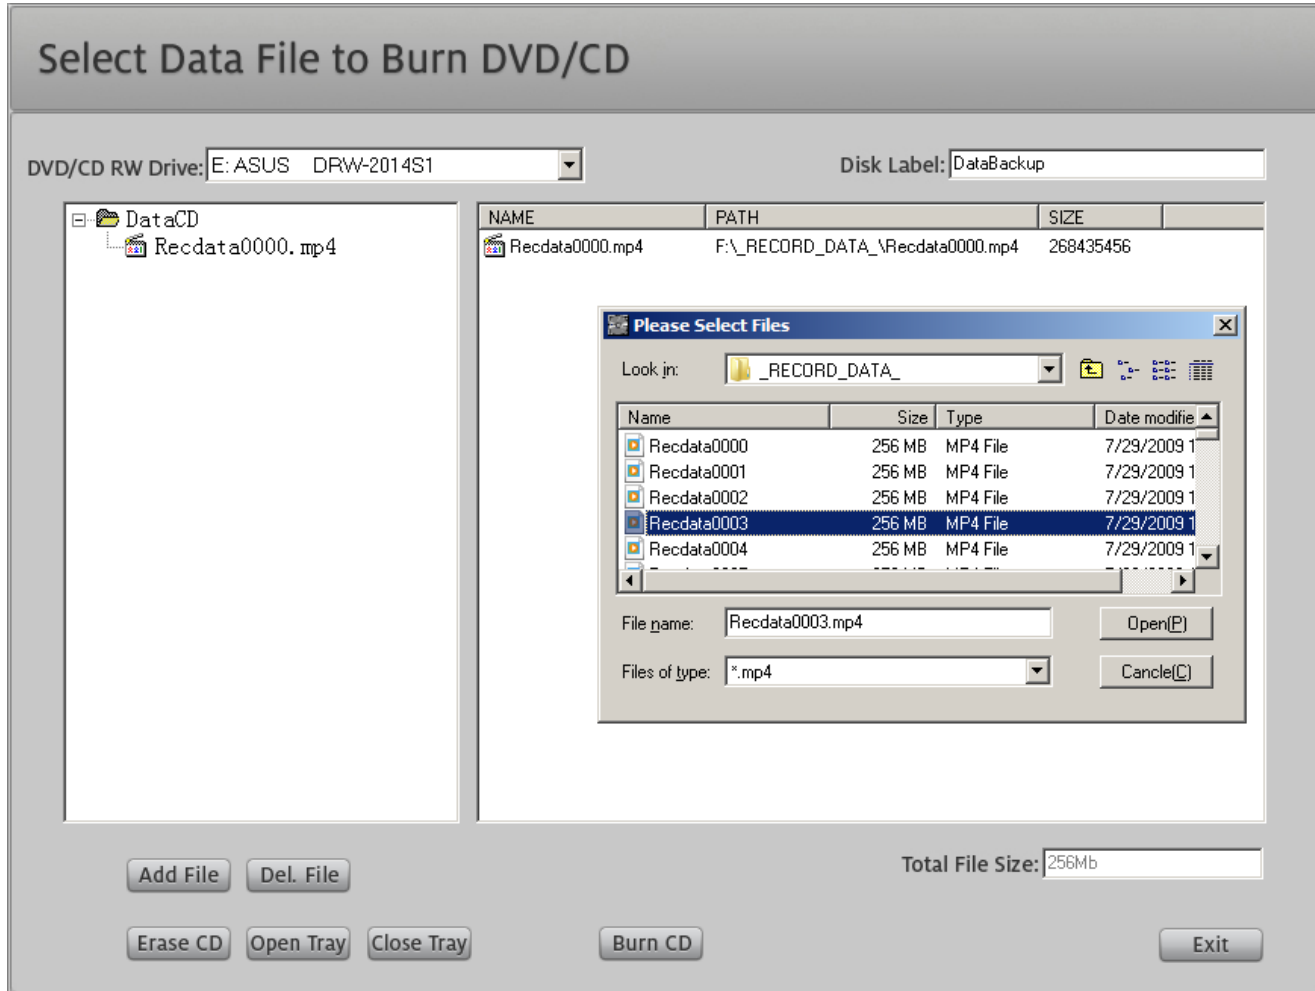 Select Data File to Burn DVD/CD
DVD/CD RW Drive: E: ASUS DRW-2014S1
Disk Label: DataBackup
DataCD
Recdata0000.mp4
NAME PATH SIZE
Recdata0000.mp4 F:\_RECORD_DATA_\Recdata0000.mp4 268435456
Please Select Files
Look in: _RECORD_DATA_
Name Size Type Date modifie
Recdata0000 256 MB MP4 File 7/29/2009 1
Recdata0001 256 MB MP4 File 7/29/2009 1
Recdata0002 256 MB MP4 File 7/29/2009 1
Recdata0003 256 MB MP4 File 7/29/2009 1
Recdata0004 256 MB MP4 File 7/29/2009 1
File name: Recdata0003.mp4 Open(P)
Files of type: *.mp4 Cancle(C)
Add File Del. File
Total File Size: 256Mb
Erase CD Open Tray Close Tray Burn CD Exit